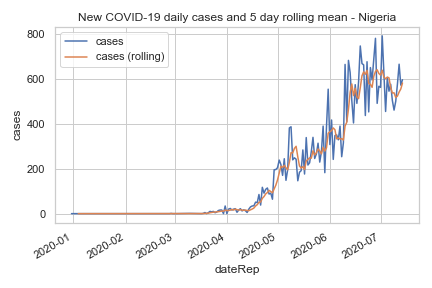 New COVID-19 daily cases and 5 day rolling mean - Nigeria
cases
cases (rolling)
800
600
400
200
0
cases
2020-01
2020-02
2020-03
2020-04
2020-05
2020-06
2020-07
dateRep